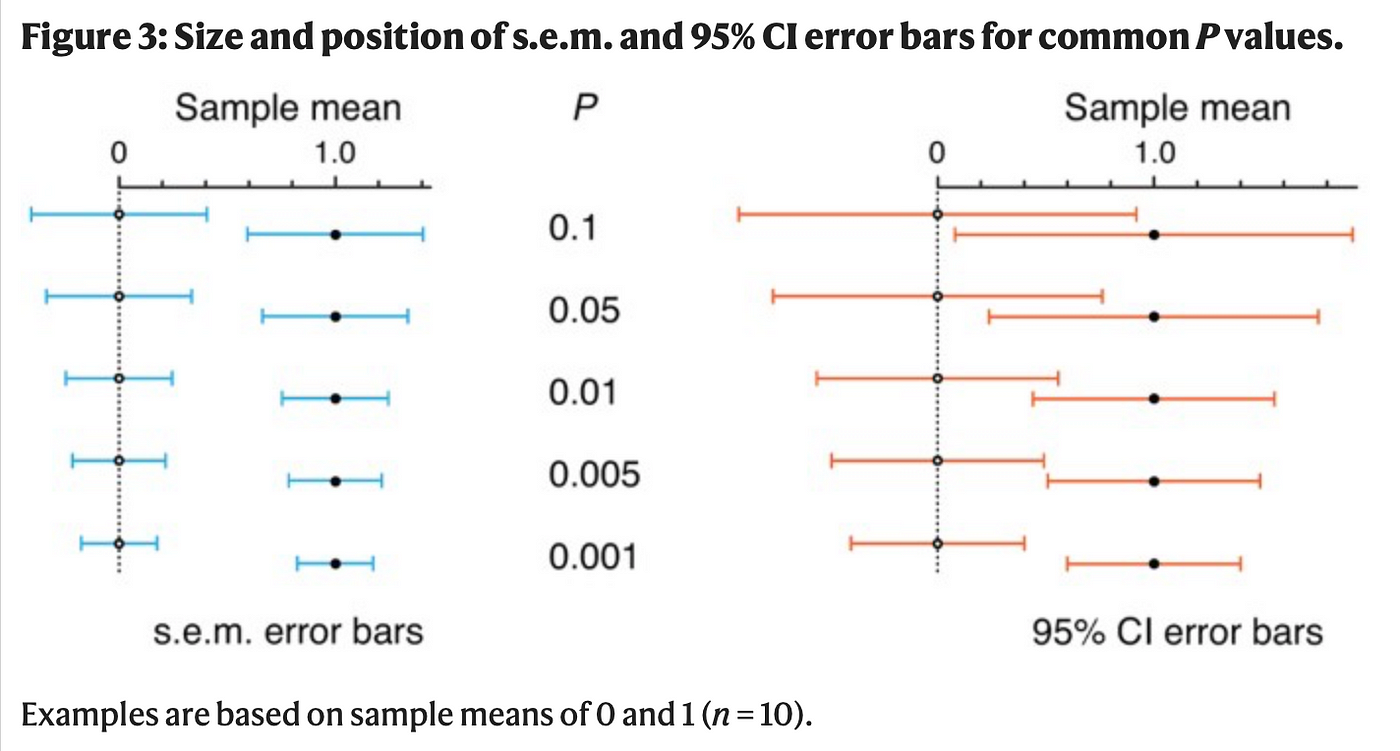 Figure 3: Size and position of s.e.m. and 95% CI error bars for common P values.
Sample mean
P
Sample mean
0 1.0
0 1.0
0.1
0.05
0.01
0.005
0.001
s.e.m. error bars
95% CI error bars
Examples are based on sample means of 0 and 1 (n = 10).